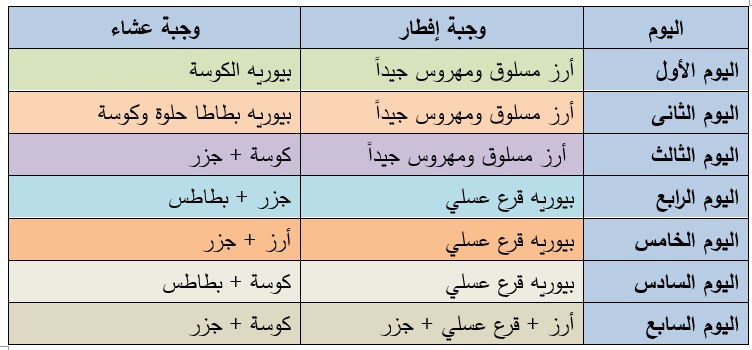 اليوم وجبة إفطار وجبة عشاء
اليوم الأول أرز مسلوق ومهروس جيداً بيوريه الكوسة
اليوم الثانى أرز مسلوق ومهروس جيداً بيوريه بطاطا حلوة وكوسة
اليوم الثالث أرز مسلوق ومهروس جيداً كوسة + جزر
اليوم الرابع بيوريه قرع عسلي جزر + بطاطس
اليوم الخامس بيوريه قرع عسلي أرز + جزر
اليوم السادس بيوريه قرع عسلي كوسة + بطاطس
اليوم السابع أرز + قرع عسلي + جزر كوسة + جزر